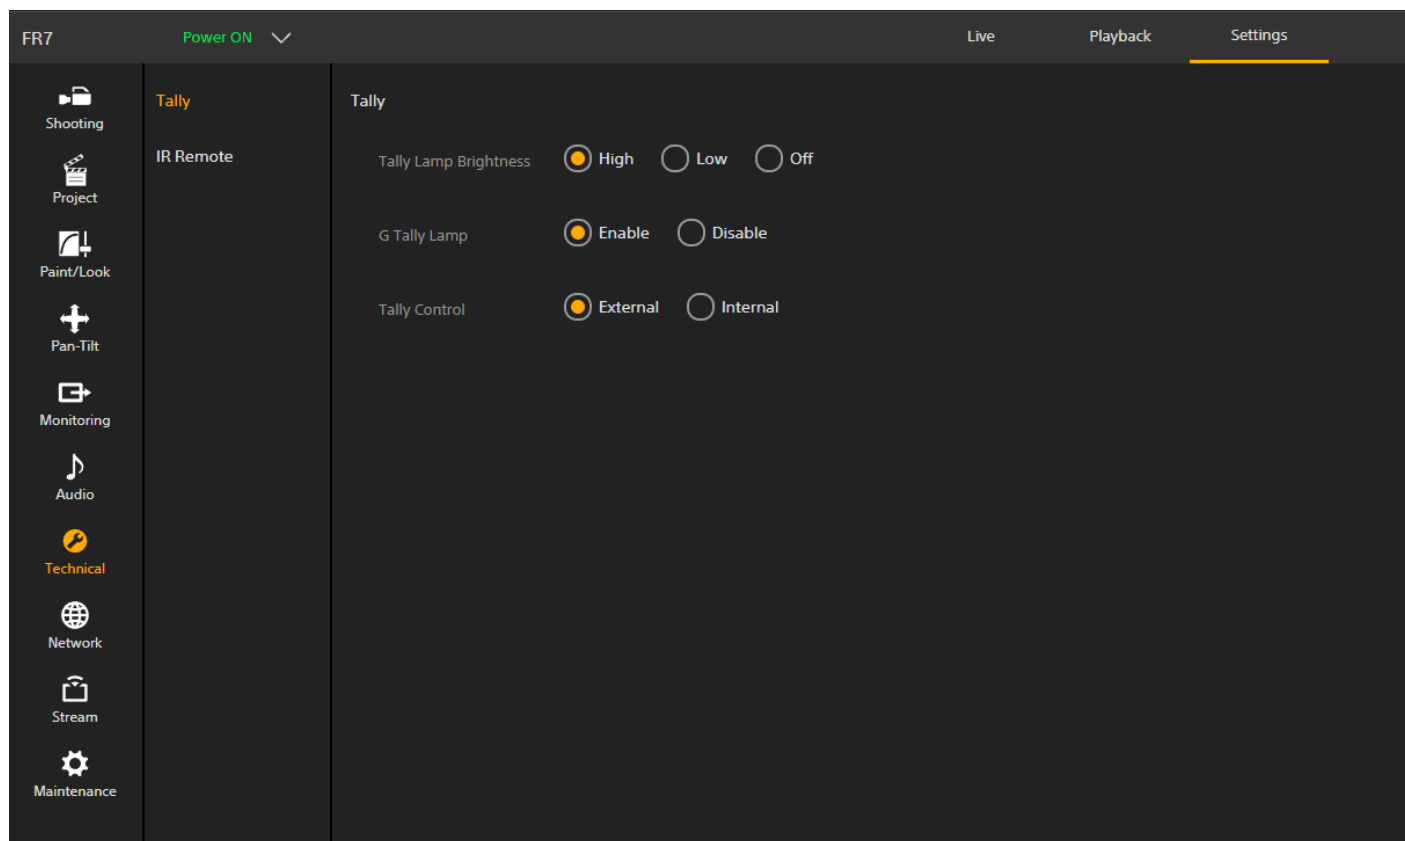 FR7 Power ON Live Playback Settings
Shooting
Project
Paint/Look
Pan-Tilt
Monitoring
Audio
Technical
Network
Stream
Maintenance
Tally
IR Remote
Tally
Tally Lamp Brightness High Low Off
G Tally Lamp Enable Disable
Tally Control External Internal